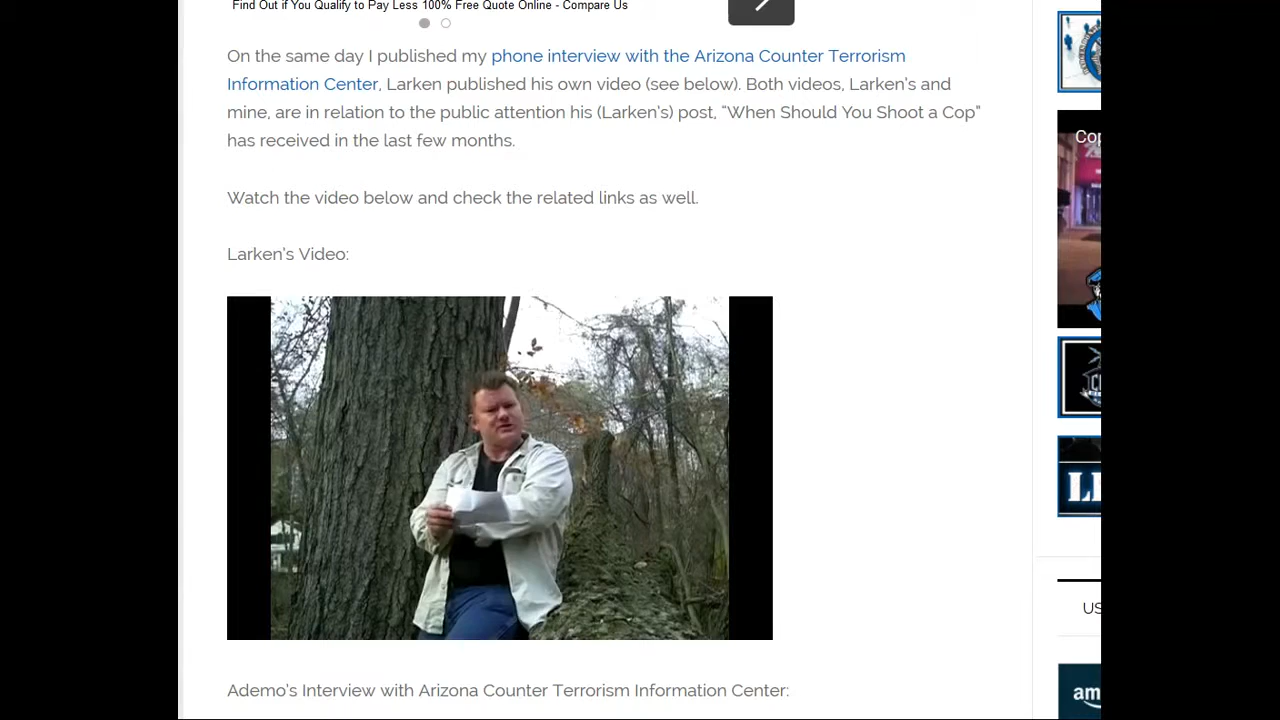 Find Out if You Qualify to Pay Less 100% Free Quote Online - Compare Us
On the same day I published my phone interview with the Arizona Counter Terrorism
Information Center, Larken published his own video (see below). Both videos, Larken's and
mine, are in relation to the public attention his (Larken's) post, “When Should You Shoot a Cop”
has received in the last few months.
Watch the video below and check the related links as well.
Larken's Video:
Ademo's Interview with Arizona Counter Terrorism Information Center: